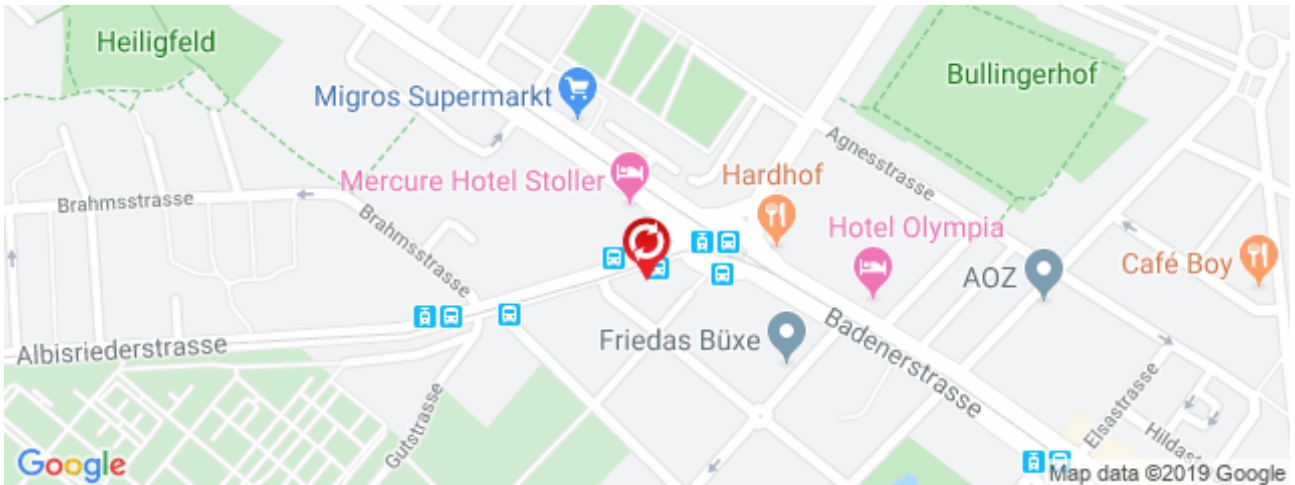 Heiligfeld
Bullingerhof
Migros Supermarkt
Agnesstrasse
Mercure Hotel Stoller
Hardhof
Brahmsstrasse
Brahmsstrasse
Hotel Olympia
Café Boy
AOZ
Albisriederstrasse
Friedas Büxe
Badenerstrasse
Gutstrasse
Elsastrasse
Google
Map data ©2019 Google